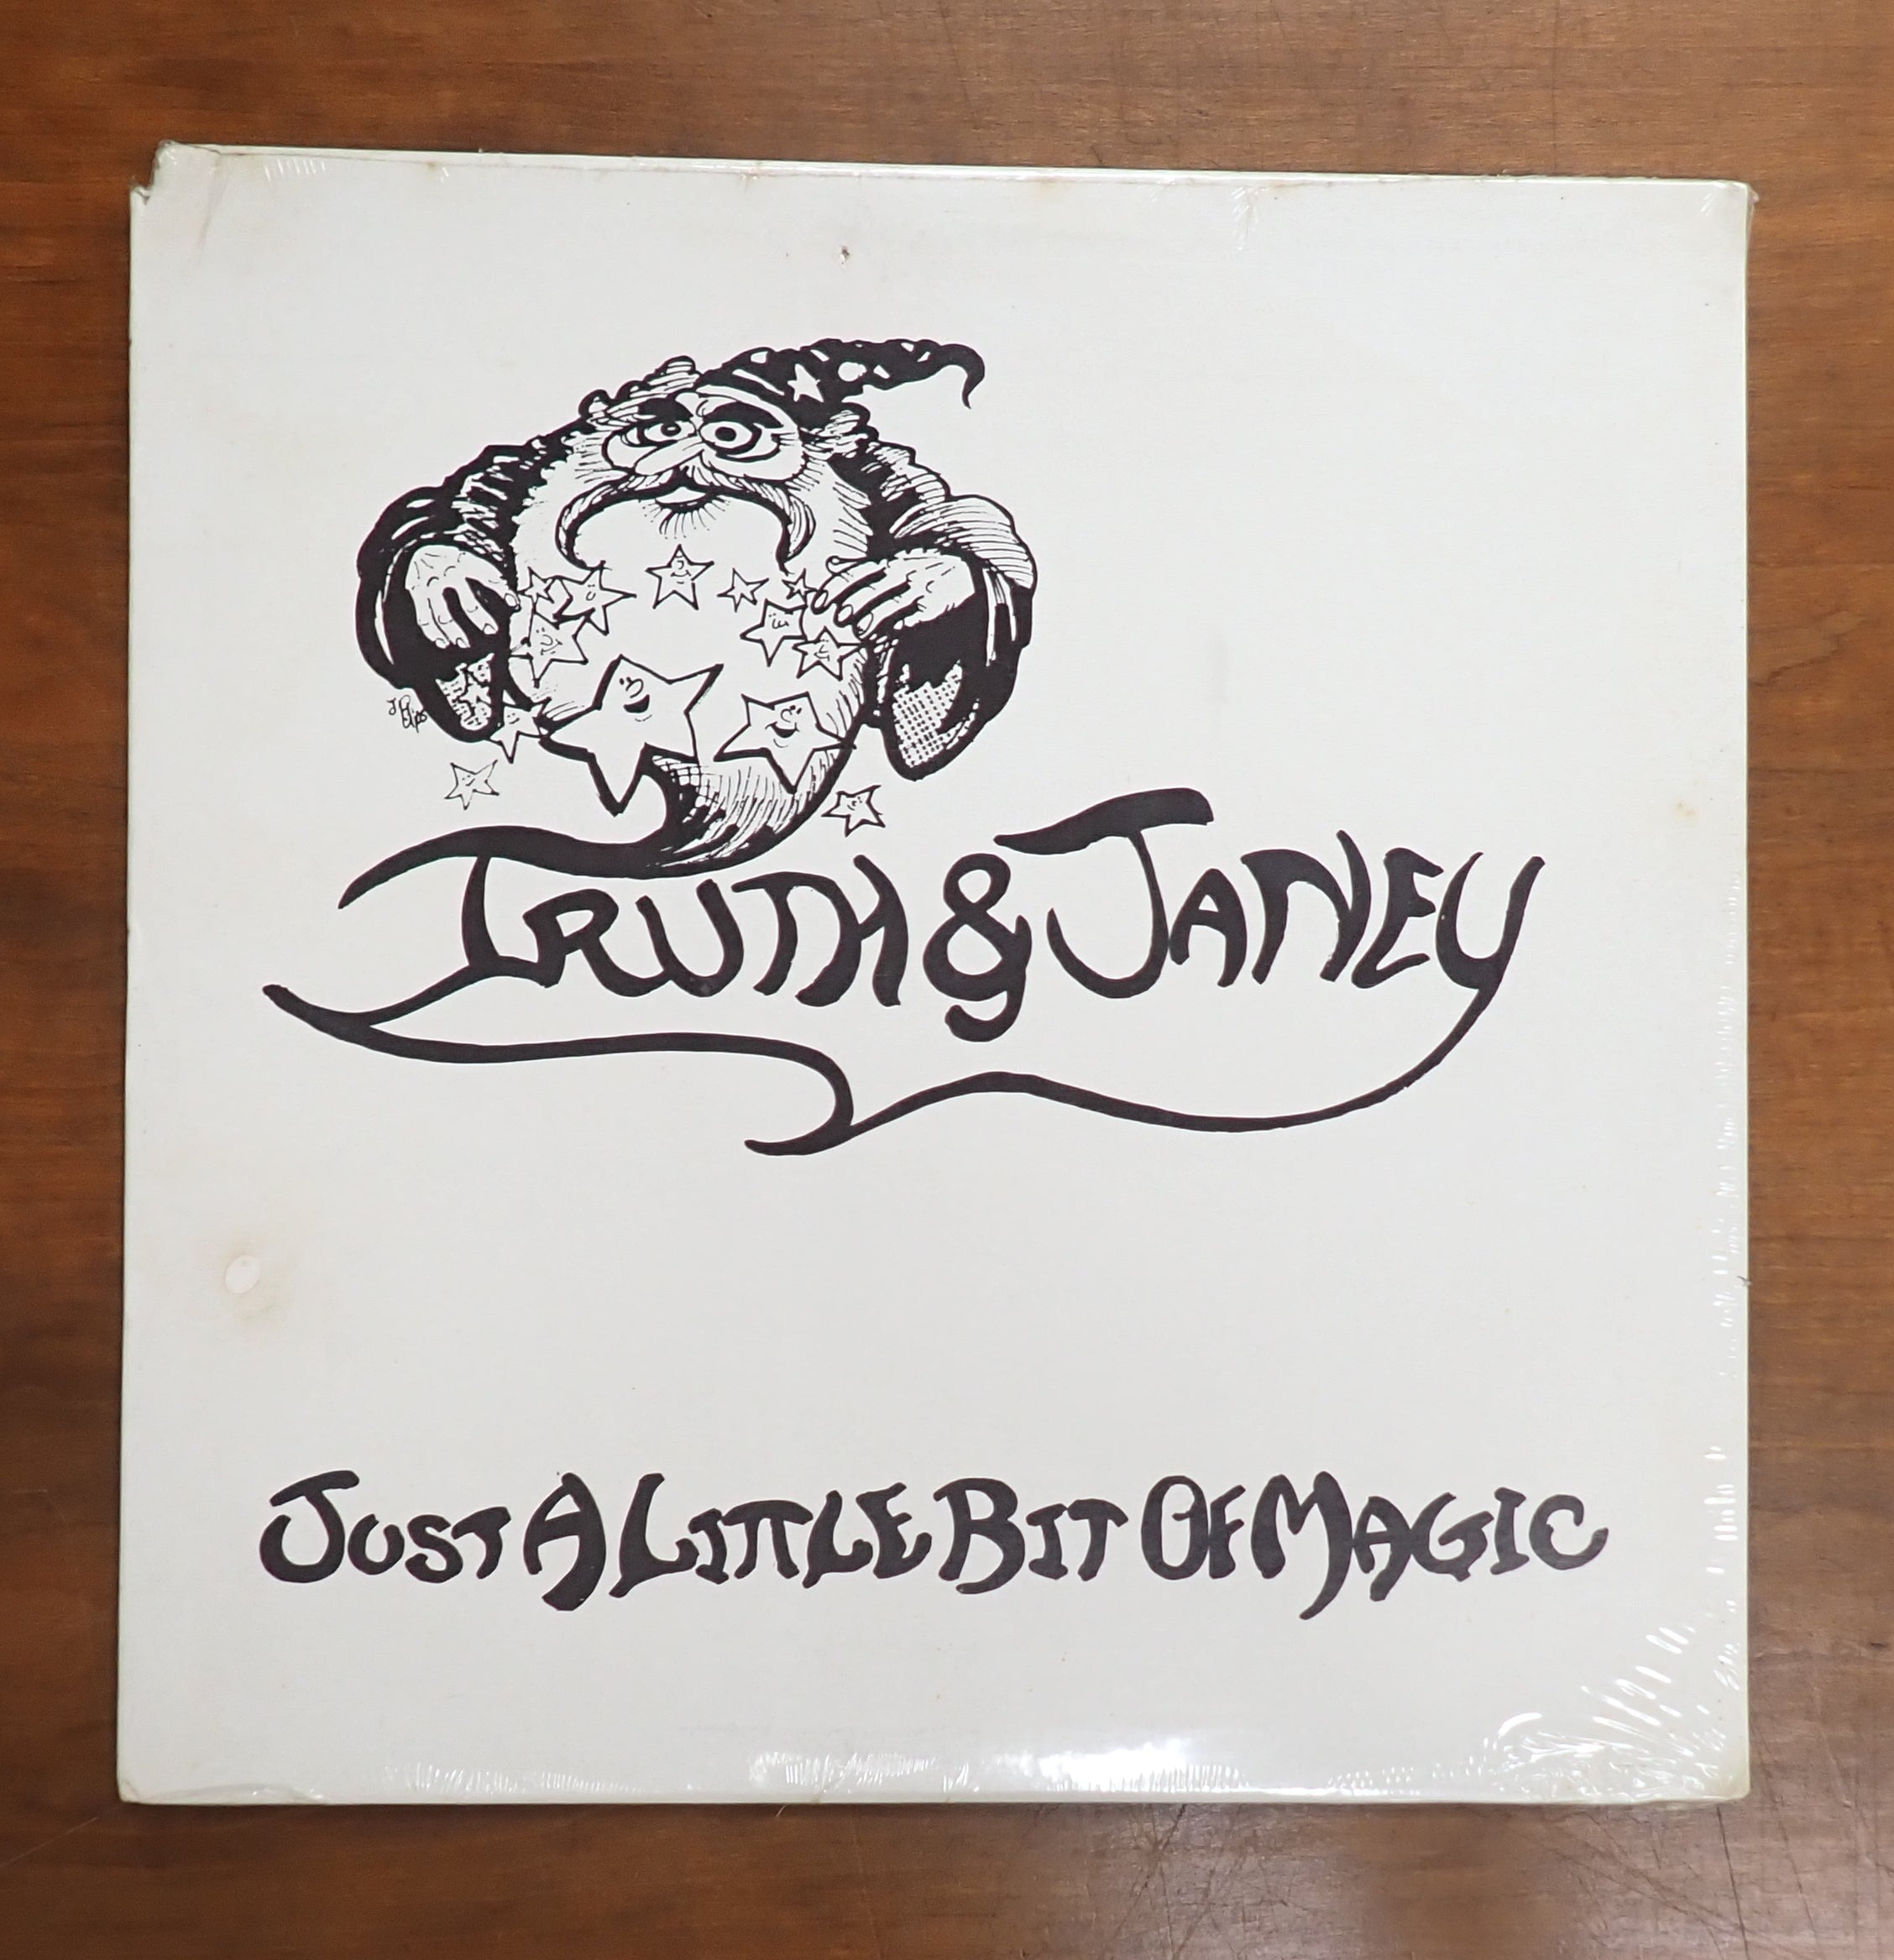 TRUTH & JANEY
JUST A LITTLE BIT OF MAGIC